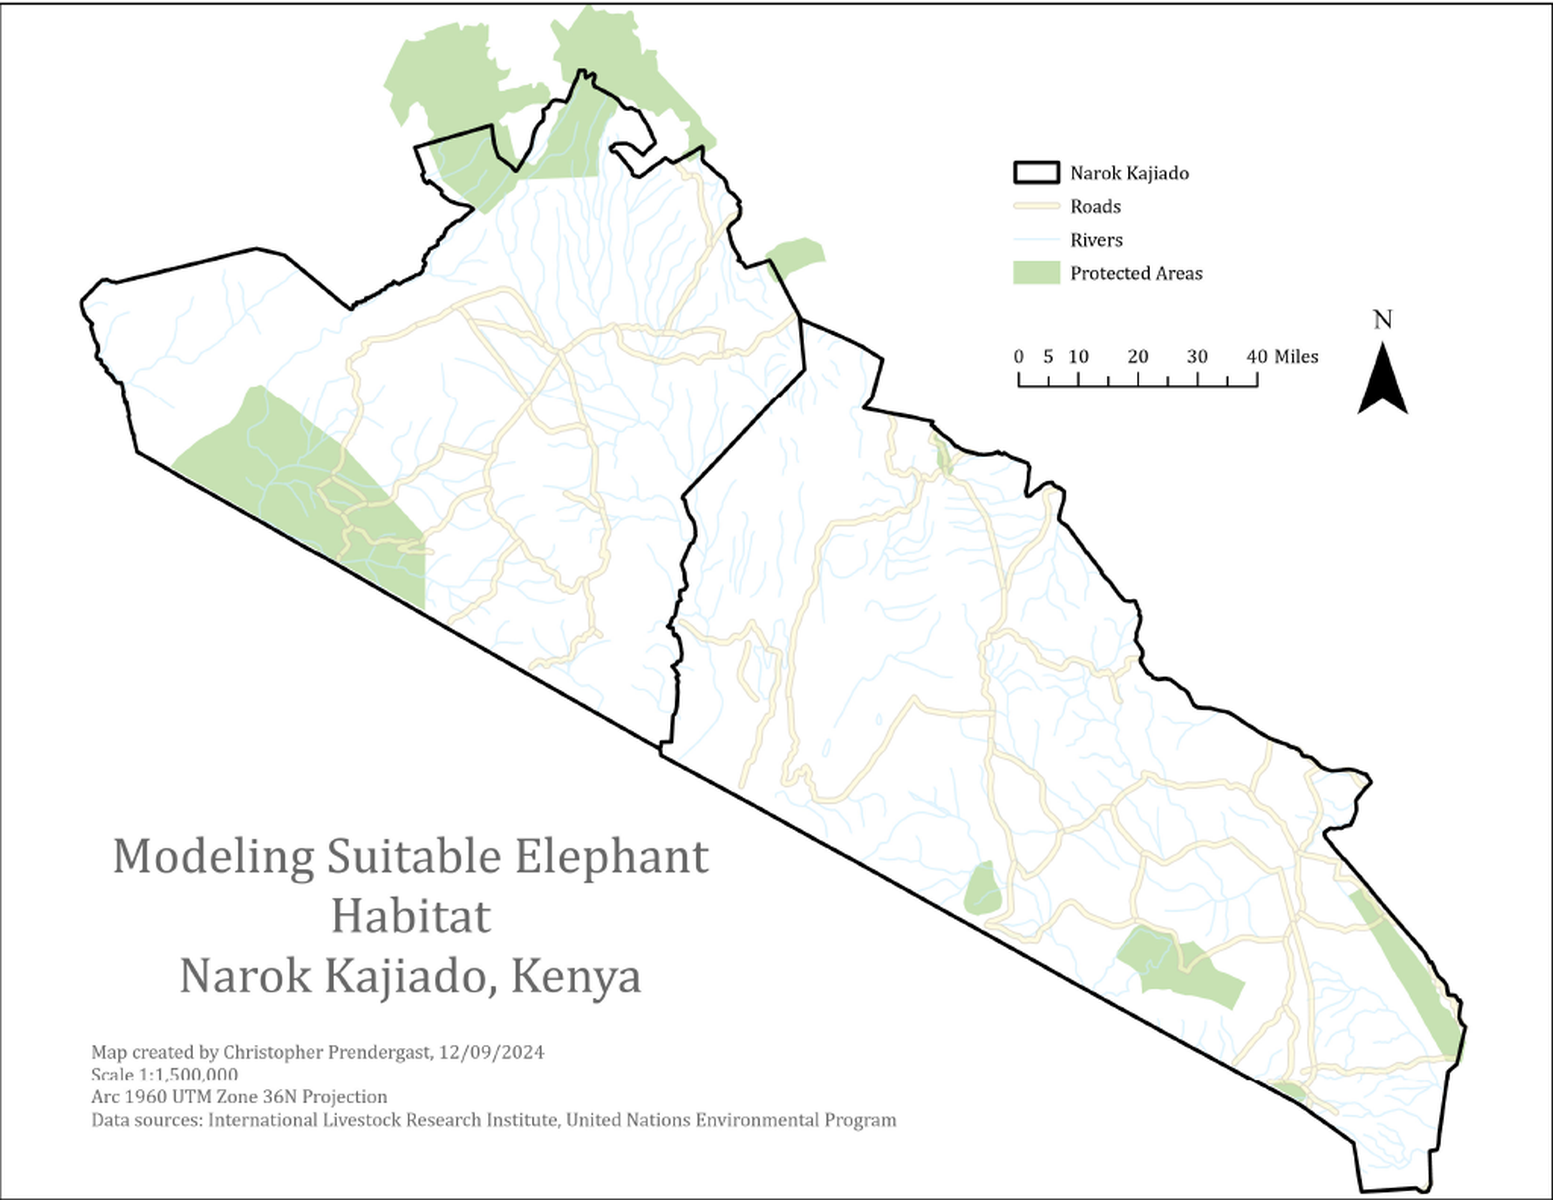 Narok Kajiado
Roads
Rivers
Protected Areas
N
0 5 10 20 30 40 Miles
Modeling Suitable Elephant
Habitat
Narok Kajiado, Kenya
Map created by Christopher Prendergast, 12/09/2024
Scale 1:1,500,000
Arc 1960 UTM Zone 36N Projection
Data sources: International Livestock Research Institute, United Nations Environmental Program